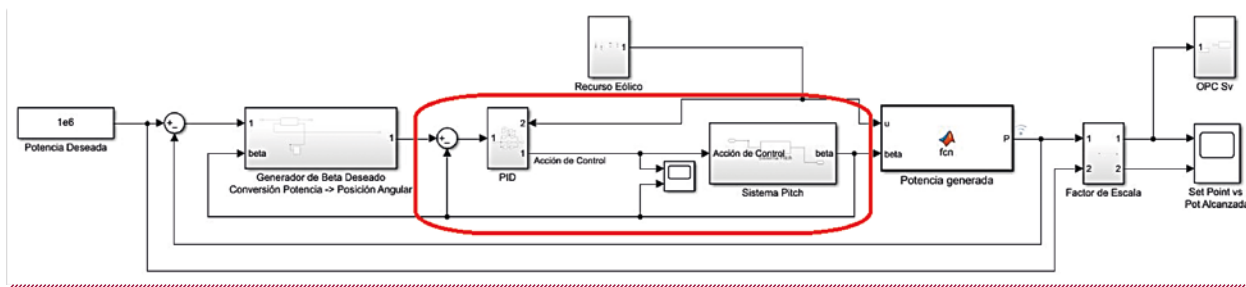 1
Recurso Eólico
1
OPC Sv
1e6
Potencia Deseada
+
-
1
beta
1
Generador de Beta Deseado
Conversión Potencia -> Posición Angular
+
-
1
2
1
PID
Acción de Control
Acción de Control
beta
Sistema Pitch
u
beta
fcn
P
Potencia generada
1
2
1
2
Factor de Escala
Set Point vs
Pot Alcanzada